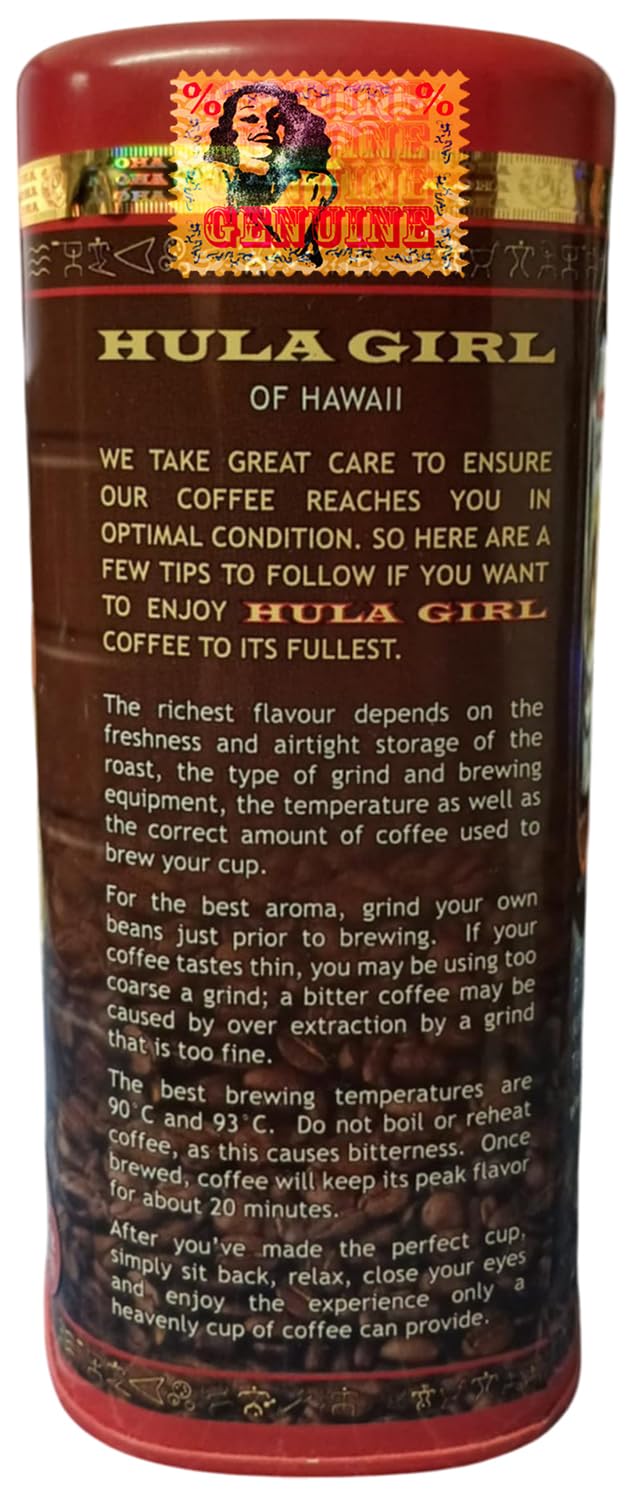 % %
GENUINE
HULA GIRL
OF HAWAII
WE TAKE GREAT CARE TO ENSURE
OUR COFFEE REACHES YOU IN
OPTIMAL CONDITION. SO HERE ARE A
FEW TIPS TO FOLLOW IF YOU WANT
TO ENJOY HULA GIRL
COFFEE TO ITS FULLEST.
The richest flavour depends on the
freshness and airtight storage of the
roast, the type of grind and brewing
equipment, the temperature as well as
the correct amount of coffee used to
brew your cup.
For the best aroma, grind your own
beans just prior to brewing. If your
coffee tastes thin, you may be using too
coarse a grind; a bitter coffee may be
caused by over extraction by a grind
that is too fine.
The best brewing temperatures are
90°C and 93°C. Do not boil or reheat
coffee, as this causes bitterness. Once
brewed, coffee will keep its peak flavor
for about 20 minutes.
After you've made the perfect cup,
simply sit back, relax, close your eyes
and enjoy the experience only a
heavenly cup of coffee can provide.